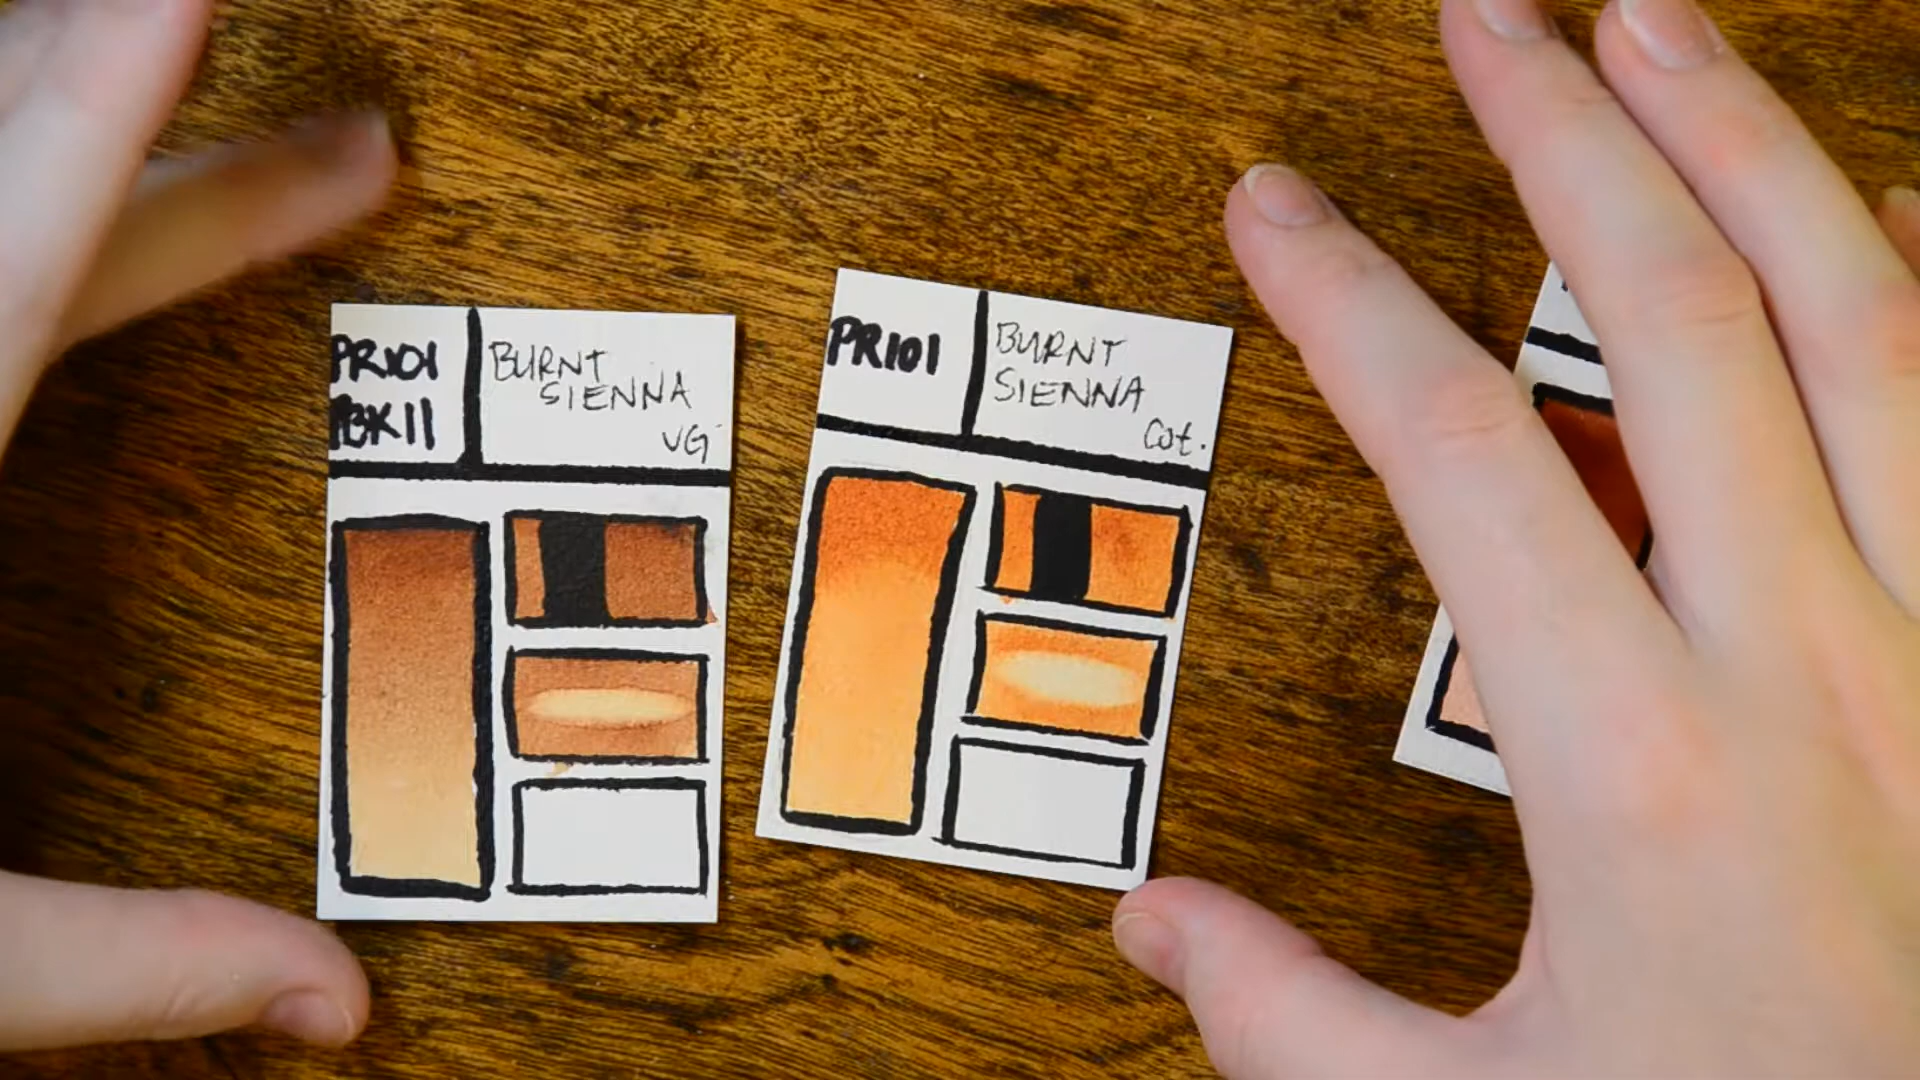 PR101
PBK11
BURNT
SIENNA
VG
PR101
BURNT
SIENNA
Cot.